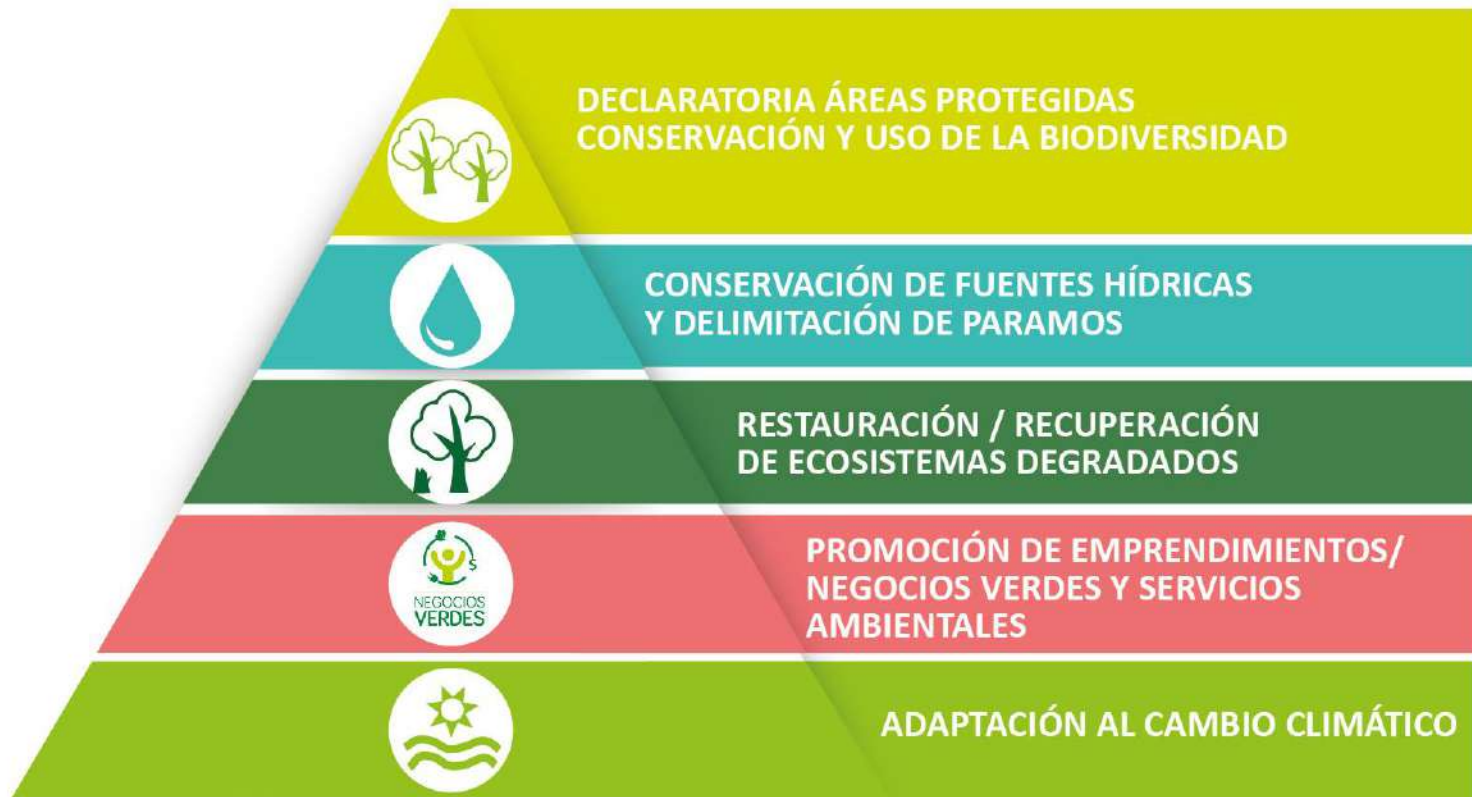 DECLARATORIA ÁREAS PROTEGIDAS
CONSERVACIÓN Y USO DE LA BIODIVERSIDAD
CONSERVACIÓN DE FUENTES HÍDRICAS
Y DELIMITACIÓN DE PARAMOS
RESTAURACIÓN / RECUPERACIÓN
DE ECOSISTEMAS DEGRADADOS
NEGOCIOS
VERDES
PROMOCIÓN DE EMPRENDIMIENTOS/
NEGOCIOS VERDES Y SERVICIOS
AMBIENTALES
ADAPTACIÓN AL CAMBIO CLIMÁTICO